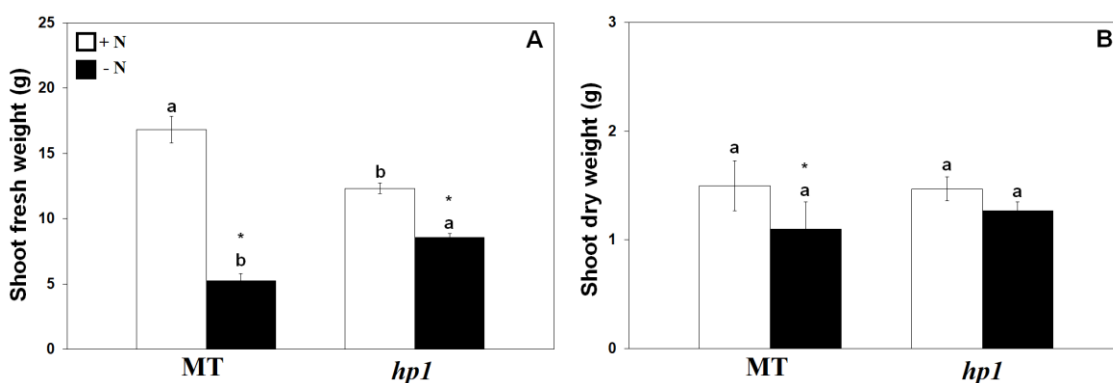 A
+ N
- N
Shoot fresh weight (g)
25
20
15
10
5
0
a
*
b
b
*
a
MT
hp1
B
Shoot dry weight (g)
3
2
1
0
a
*
a
a
a
MT
hp1